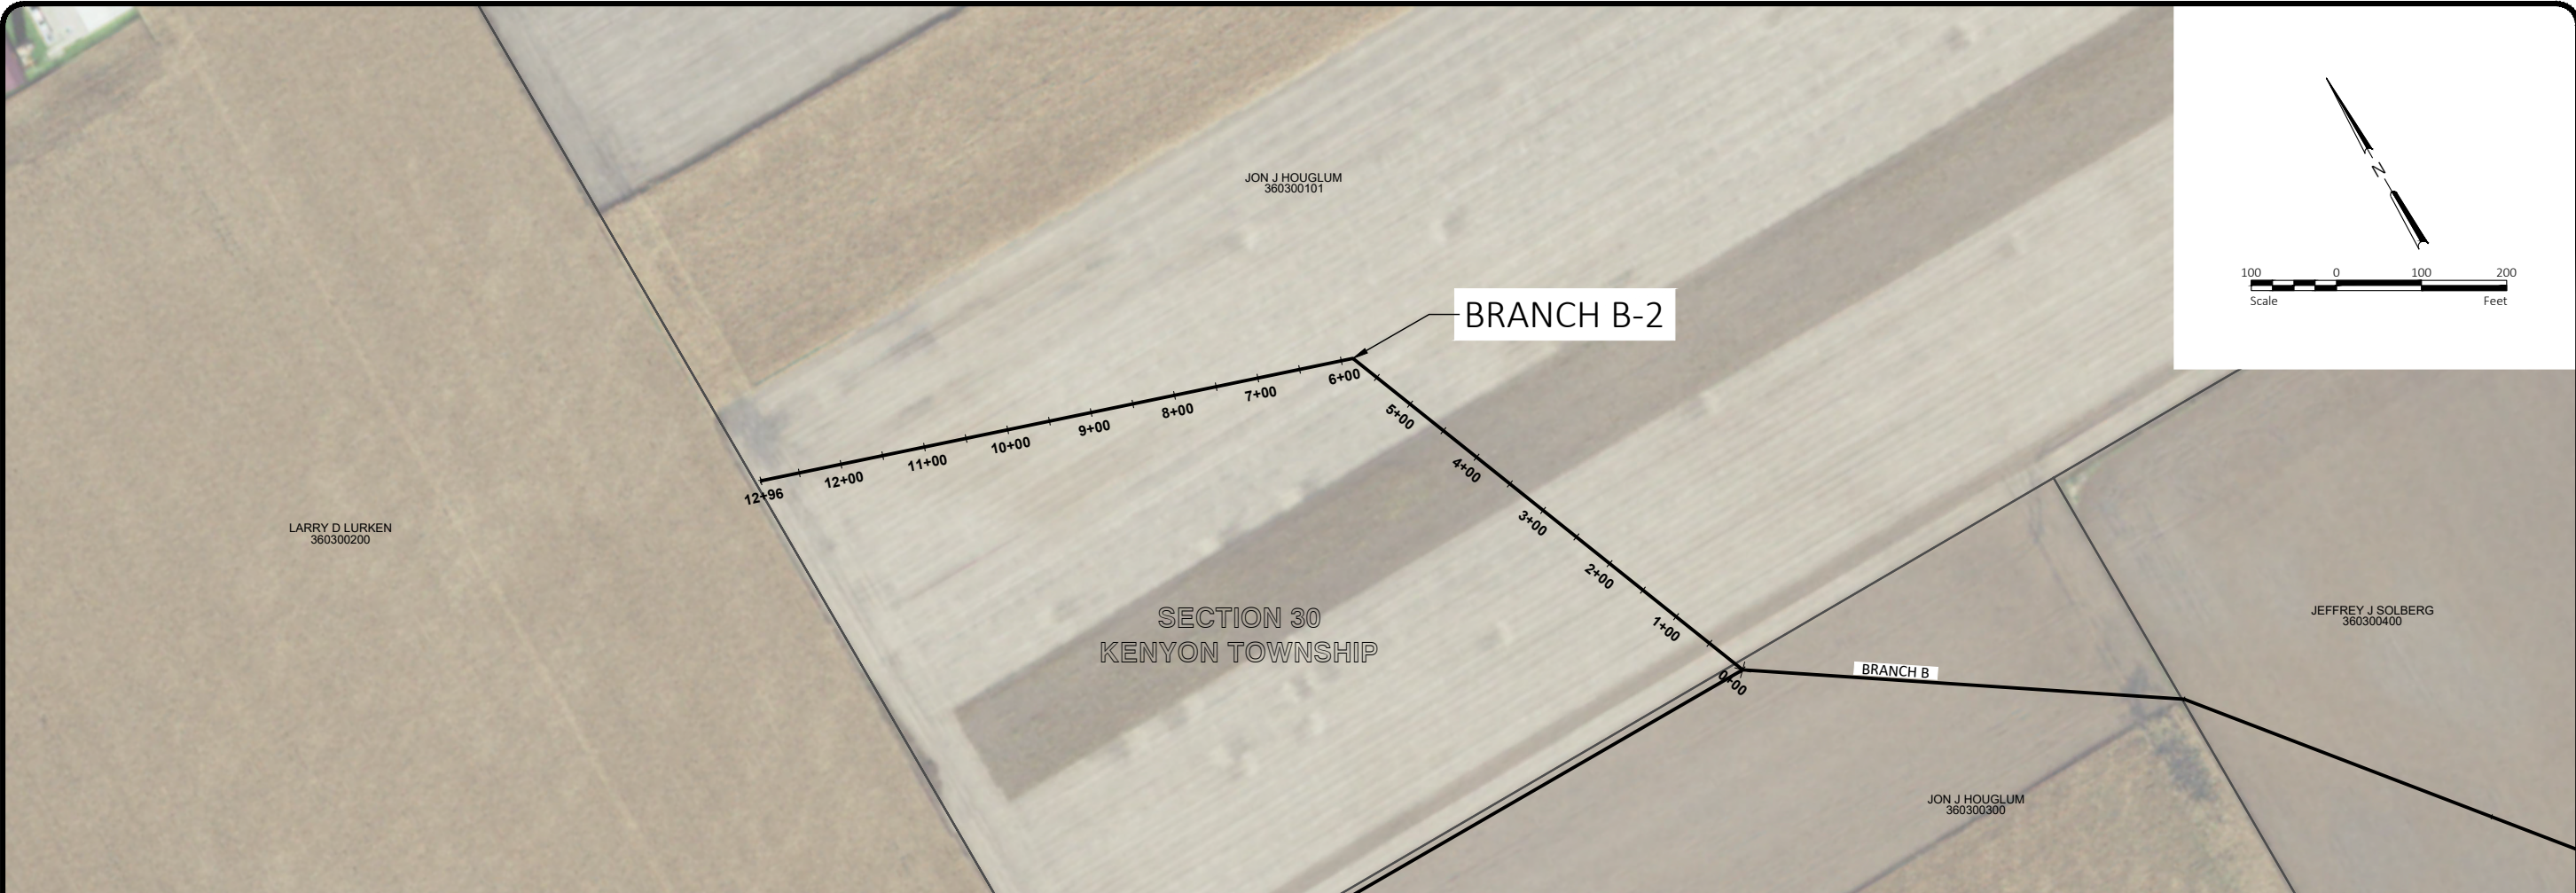 JON J HOUGLUM
360300101
N
100 0 100 200
Scale Feet
BRANCH B-2
6+00
7+00
8+00
9+00
10+00
11+00
12+00
12+96
5+00
4+00
3+00
2+00
1+00
0+00
LARRY D LURKEN
360300200
SECTION 30
KENYON TOWNSHIP
JEFFREY J SOLBERG
360300400
BRANCH B
JON J HOUGLUM
360300300